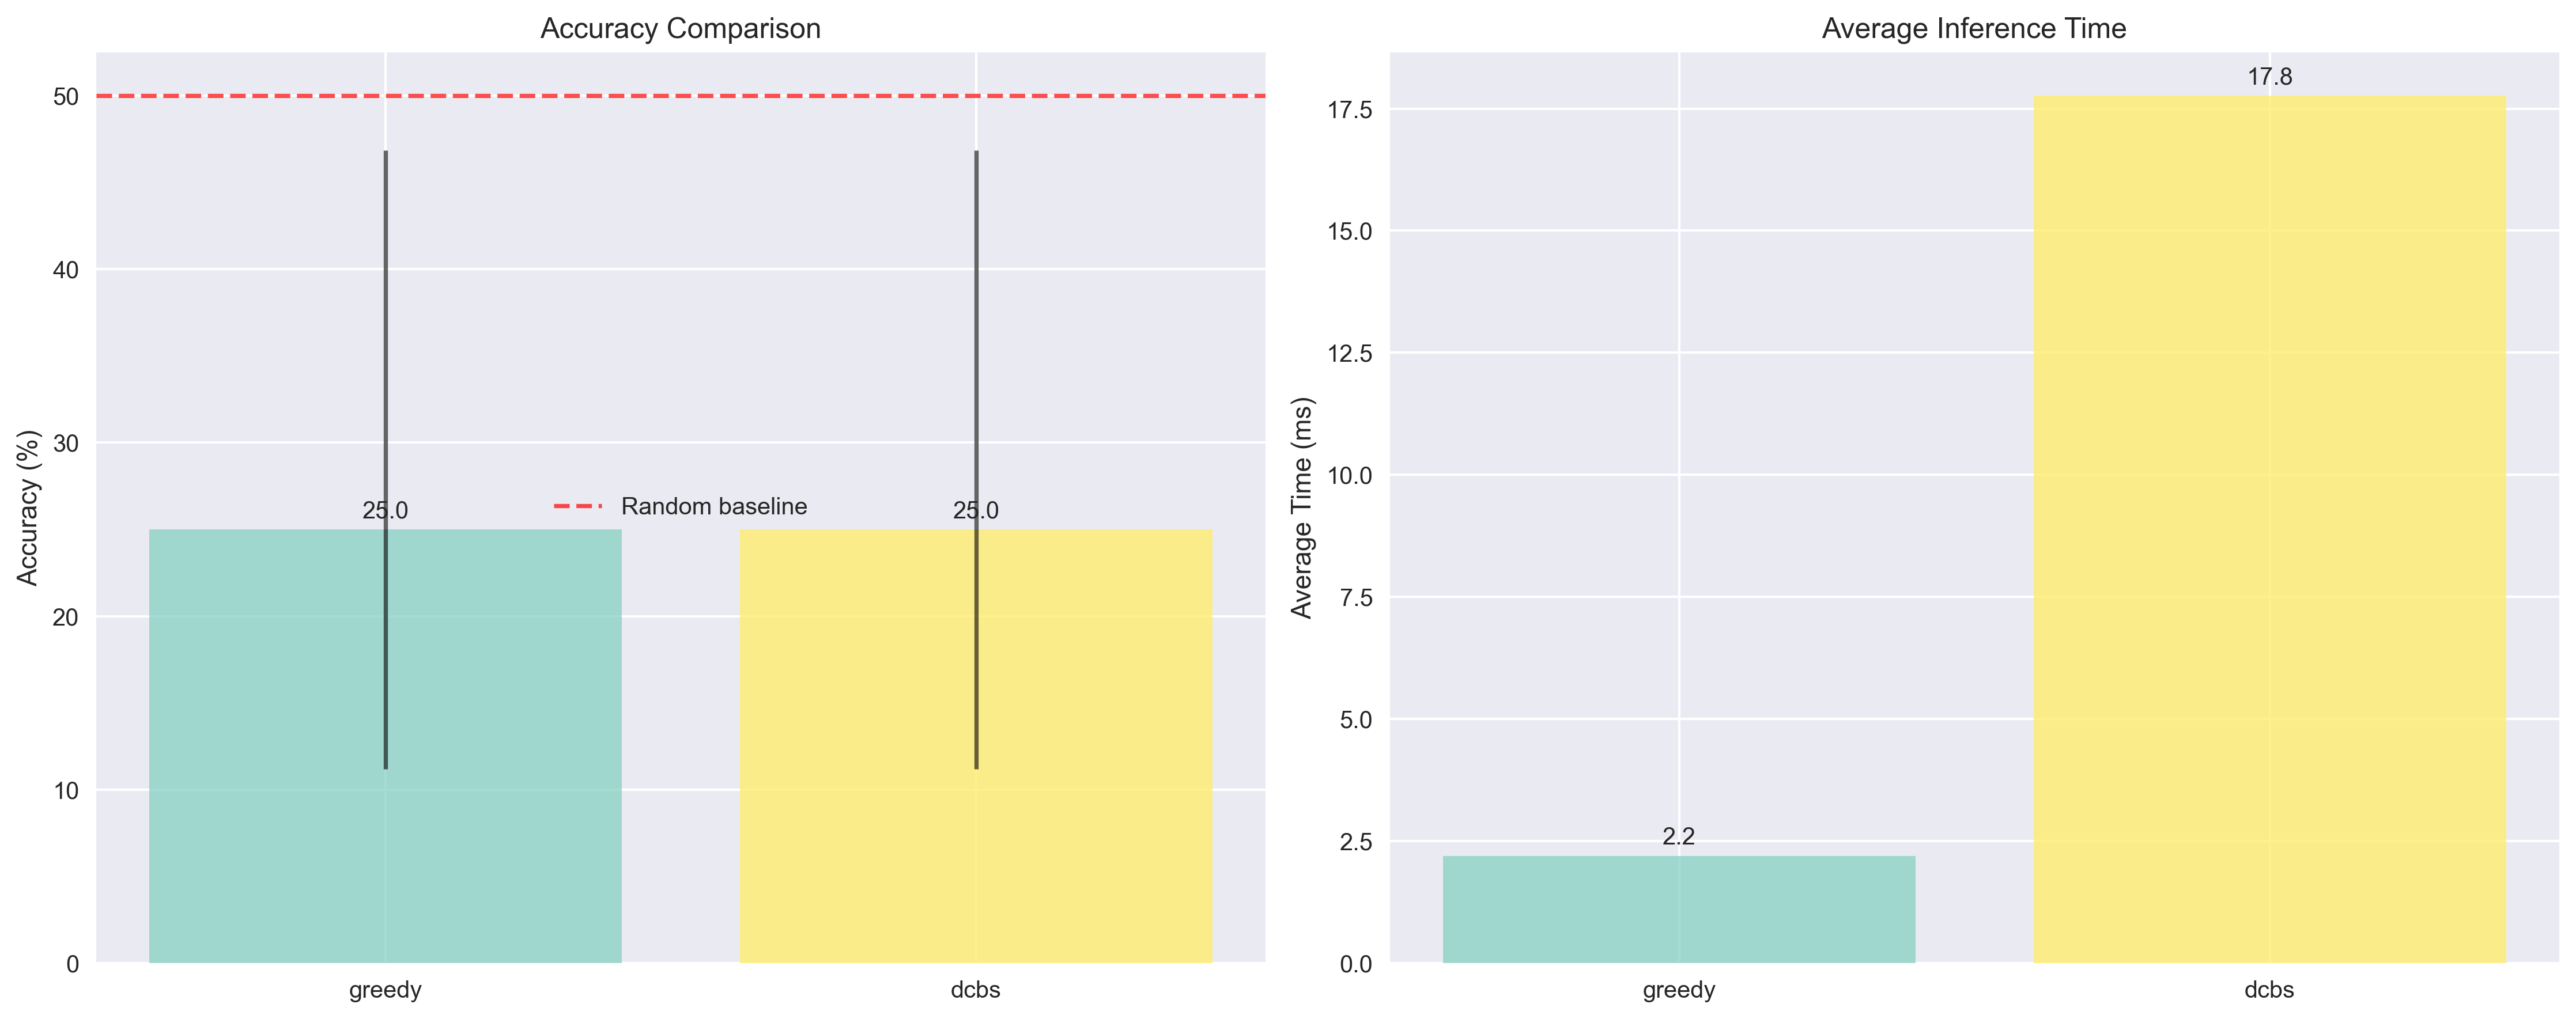 Accuracy Comparison
Accuracy (%)
50
40
30
20
10
0
25.0
25.0
Random baseline
greedy
dcbs
Average Inference Time
Average Time (ms)
17.5
15.0
12.5
10.0
7.5
5.0
2.5
0.0
2.2
17.8
greedy
dcbs